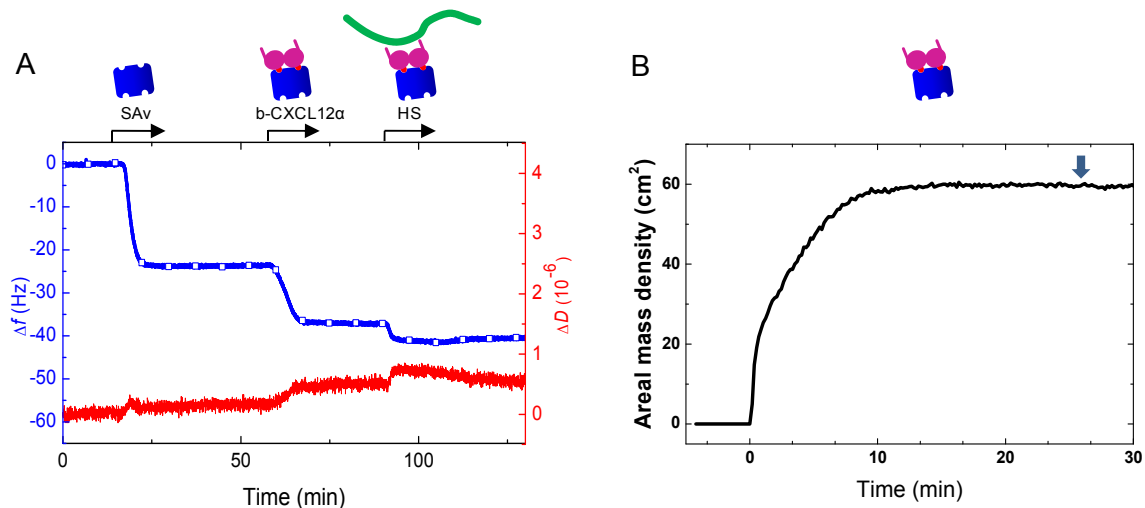 A
B
SAv
b-CXCL12α
HS
0
-10
-20
-30
-40
-50
-60
Δf (Hz)
4
3
2
1
0
ΔD (10-6)
0
50
100
Time (min)
60
40
20
0
Areal mass density (cm2)
0
10
20
30
Time (min)